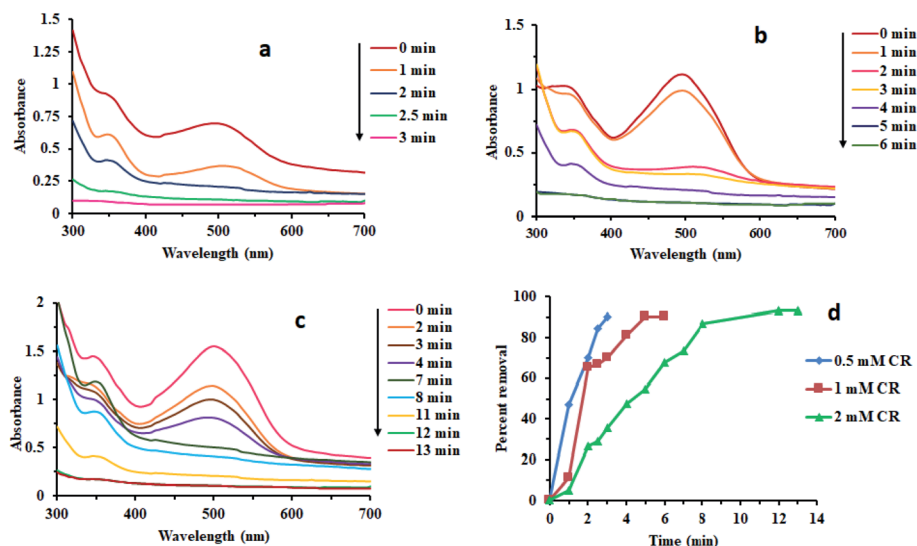 1.5
1.25
1
0.75
0.5
0.25
0
300
400
500
600
700
Absorbance
Wavelength (nm)
a
0 min
1 min
2 min
2.5 min
3 min
1.5
1
0.5
0
300
400
500
600
700
Absorbance
Wavelength (nm)
b
0 min
1 min
2 min
3 min
4 min
5 min
6 min
2
1.5
1
0.5
0
300
400
500
600
700
Absorbance
Wavelength (nm)
c
0 min
2 min
3 min
4 min
7 min
8 min
11 min
12 min
13 min
100
90
80
70
60
50
40
30
20
10
0
0
2
4
6
8
10
12
14
Percent removal
Time (min)
d
0.5 mM CR
1 mM CR
2 mM CR